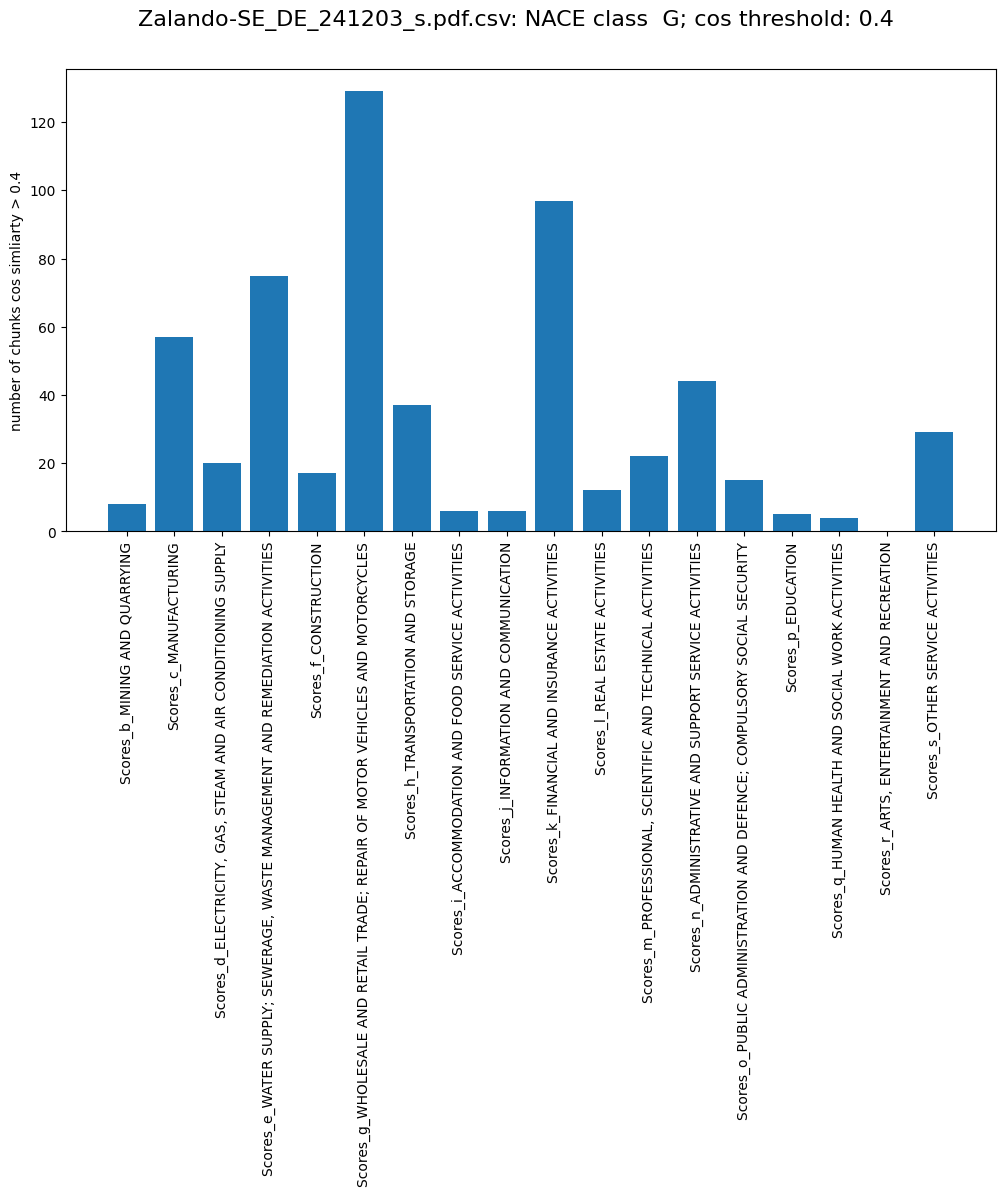 Zalando-SE_DE_241203_s.pdf.csv: NACE class  G; cos threshold: 0.4
number of chunks cos simliarty > 0.4
120
100
80
60
40
20
0
Scores_b_MINING AND QUARRYING
Scores_c_MANUFACTURING
Scores_d_ELECTRICITY, GAS, STEAM AND AIR CONDITIONING SUPPLY
Scores_e_WATER SUPPLY; SEWERAGE, WASTE MANAGEMENT AND REMEDIATION ACTIVITIES
Scores_f_CONSTRUCTION
Scores_g_WHOLESALE AND RETAIL TRADE; REPAIR OF MOTOR VEHICLES AND MOTORCYCLES
Scores_h_TRANSPORTATION AND STORAGE
Scores_i_ACCOMMODATION AND FOOD SERVICE ACTIVITIES
Scores_j_INFORMATION AND COMMUNICATION
Scores_k_FINANCIAL AND INSURANCE ACTIVITIES
Scores_l_REAL ESTATE ACTIVITIES
Scores_m_PROFESSIONAL, SCIENTIFIC AND TECHNICAL ACTIVITIES
Scores_n_ADMINISTRATIVE AND SUPPORT SERVICE ACTIVITIES
Scores_o_PUBLIC ADMINISTRATION AND DEFENCE; COMPULSORY SOCIAL SECURITY
Scores_p_EDUCATION
Scores_q_HUMAN HEALTH AND SOCIAL WORK ACTIVITIES
Scores_r_ARTS, ENTERTAINMENT AND RECREATION
Scores_s_OTHER SERVICE ACTIVITIES